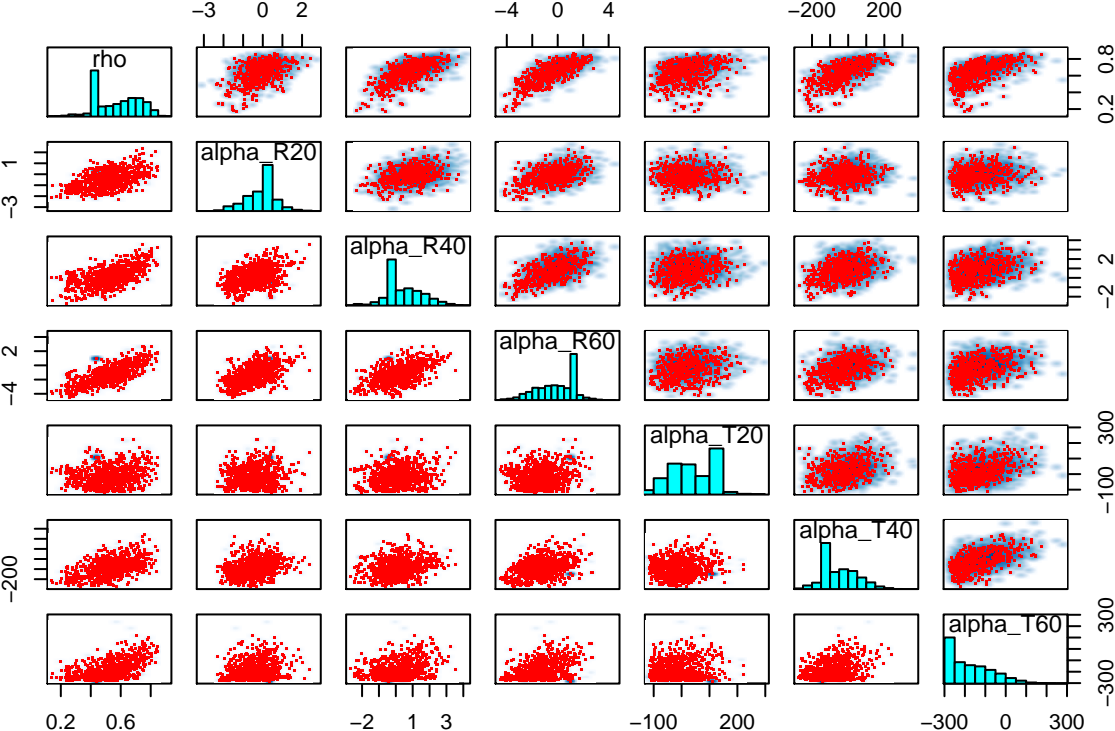 −3 0 2 −4 0 4 −200 200
rho 0.2 0.8
−3 1 alpha_R20
alpha_R40 −2 2
−4 2 alpha_R60
alpha_T20 −100 300
−200 alpha_T40
alpha_T60 −300 300
0.2 0.6 −2 1 3 −100 200 −300 0 300